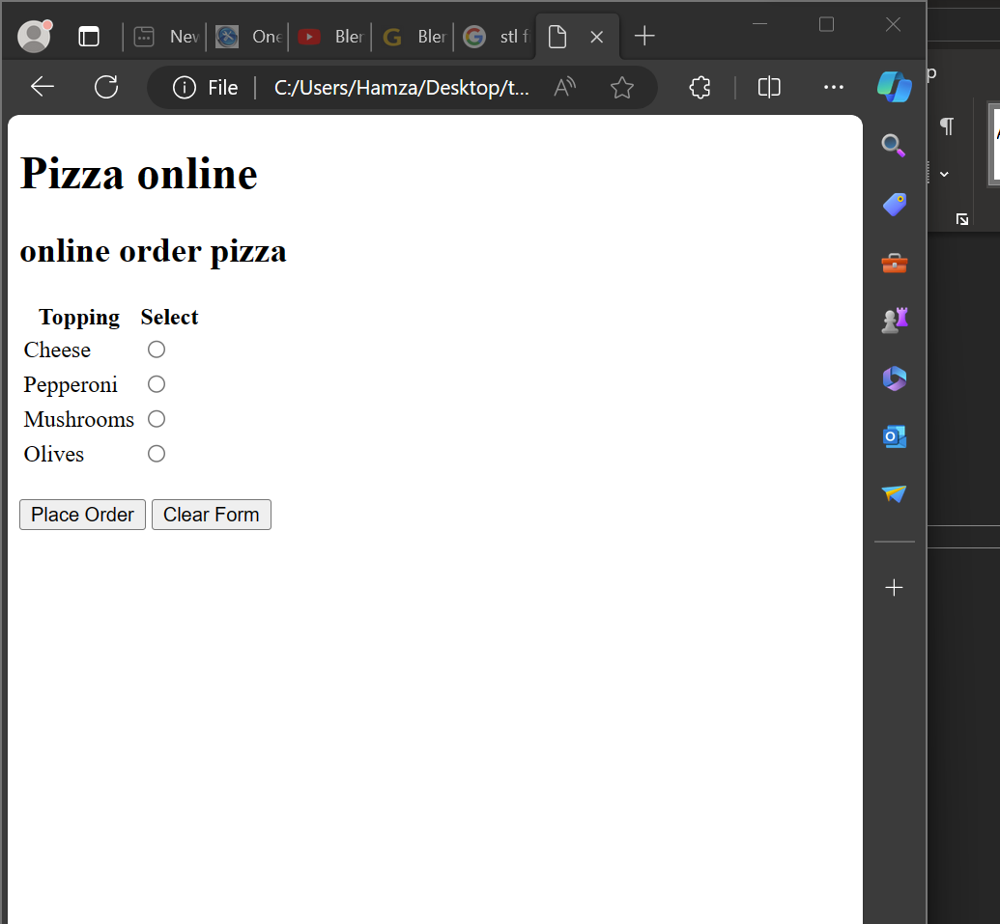 New
One
Bler
Bler
stl fi
File
C:/Users/Hamza/Desktop/t...
p
Pizza online
online order pizza
Topping Select
Cheese
Pepperoni
Mushrooms
Olives
Place Order Clear Form